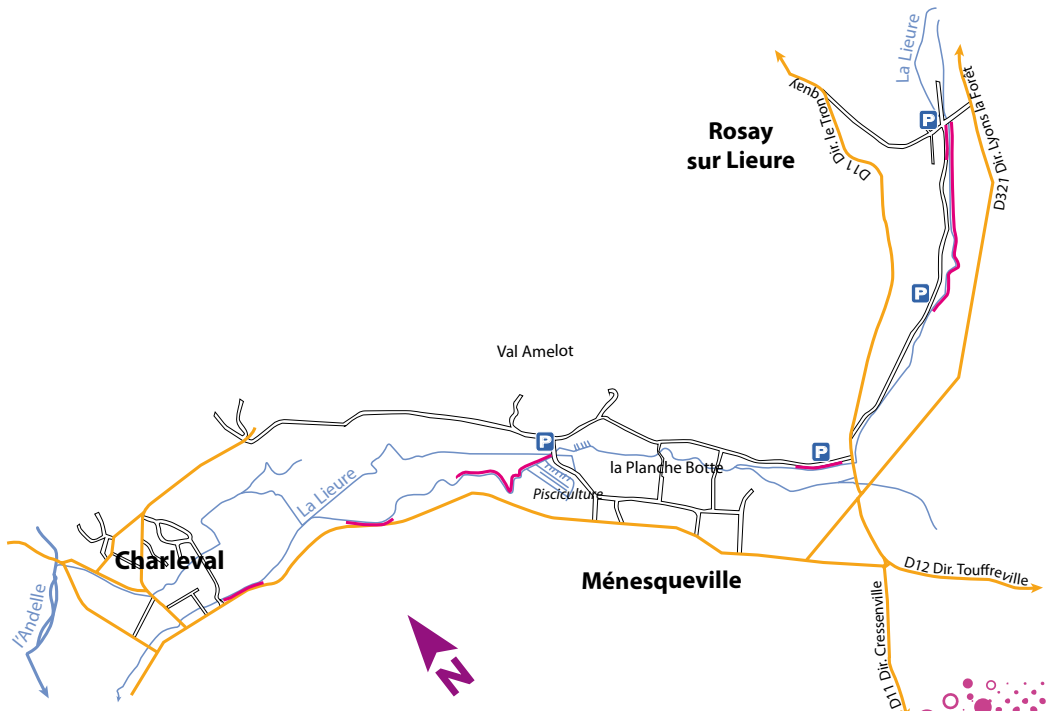 La Lieure
P
D11 Dir. le Tronquay
D321 Dir. Lyons la Forêt
Rosay
sur Lieure
P
Val Amelot
P
P
la Planche Botte
La Lieure
Pisciculture
Charleval
Ménesqueville
l'Andelle
D12 Dir. Touffreville
D11 Dir. Cressenville
N